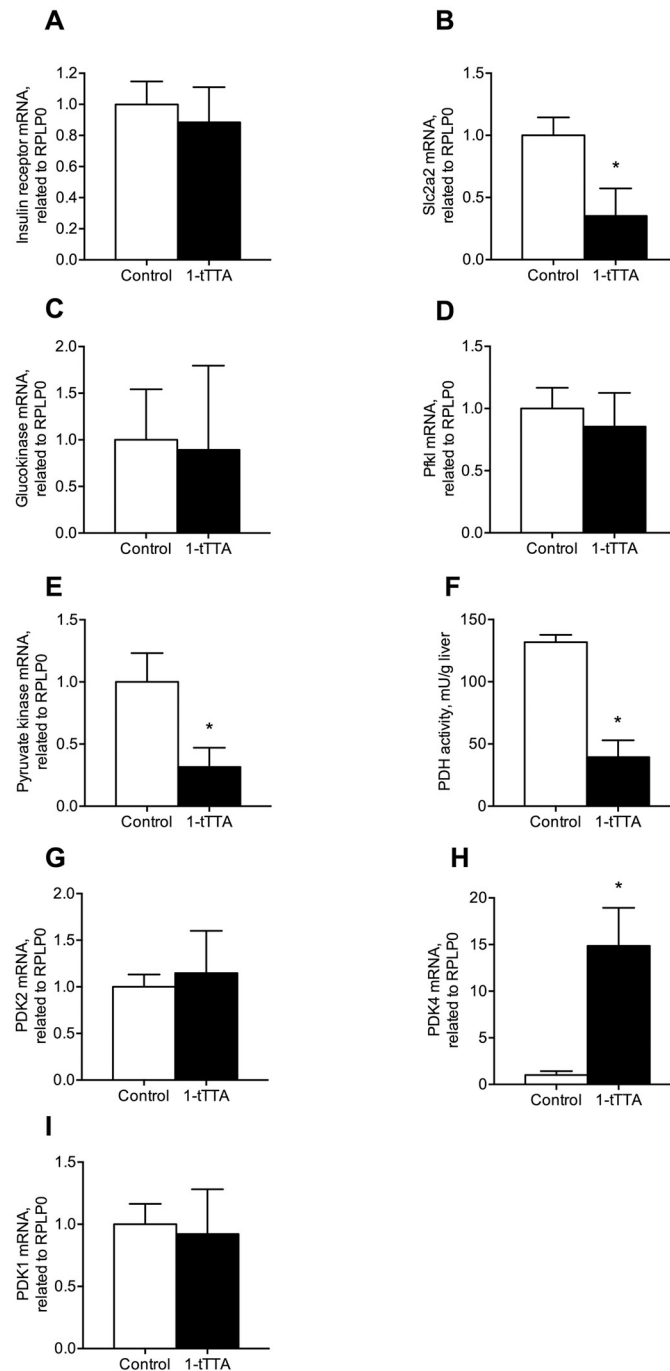 A
Insulin receptor mRNA,
related to RPLP0
1.2
1.0
0.8
0.6
0.4
0.2
0.0
Control 1-tTTA
B
Slc2a2 mRNA,
related to RPLP0
1.5
1.0
0.5
0.0
*
Control 1-tTTA
C
Glucokinase mRNA,
related to RPLP0
2.0
1.5
1.0
0.5
0.0
Control 1-tTTA
D
Pfkl mRNA,
related to RPLP0
1.5
1.0
0.5
0.0
Control 1-tTTA
E
Pyruvate kinase mRNA,
related to RPLP0
1.5
1.0
0.5
0.0
*
Control 1-tTTA
F
PDH activity, mU/g liver
150
100
50
0
*
Control 1-tTTA
G
PDK2 mRNA,
related to RPLP0
2.0
1.5
1.0
0.5
0.0
Control 1-tTTA
H
PDK4 mRNA,
related to RPLP0
20
15
10
5
0
*
Control 1-tTTA
I
PDK1 mRNA,
related to RPLP0
1.5
1.0
0.5
0.0
Control 1-tTTA